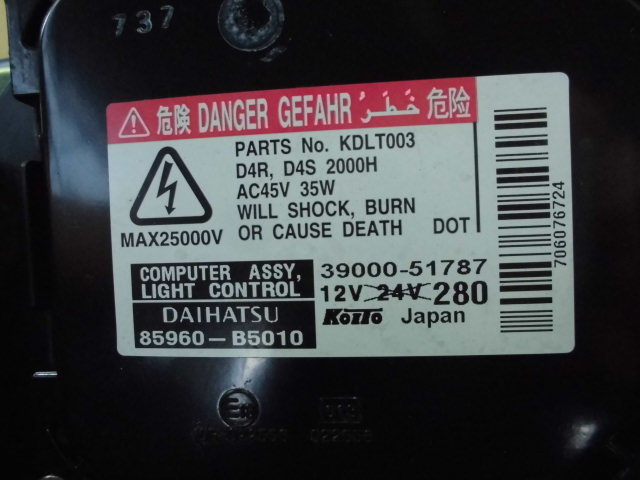 737
危険 DANGER GEFAHR خَطَرُ 危险
PARTS No. KDLT003
D4R, D4S 2000H
AC45V 35W
WILL SHOCK, BURN
OR CAUSE DEATH DOT
MAX25000V
706076724
COMPUTER ASSY,
LIGHT CONTROL
39000-51787
12V 24V 280
DAIHATSU
85960-B5010
KOITO Japan